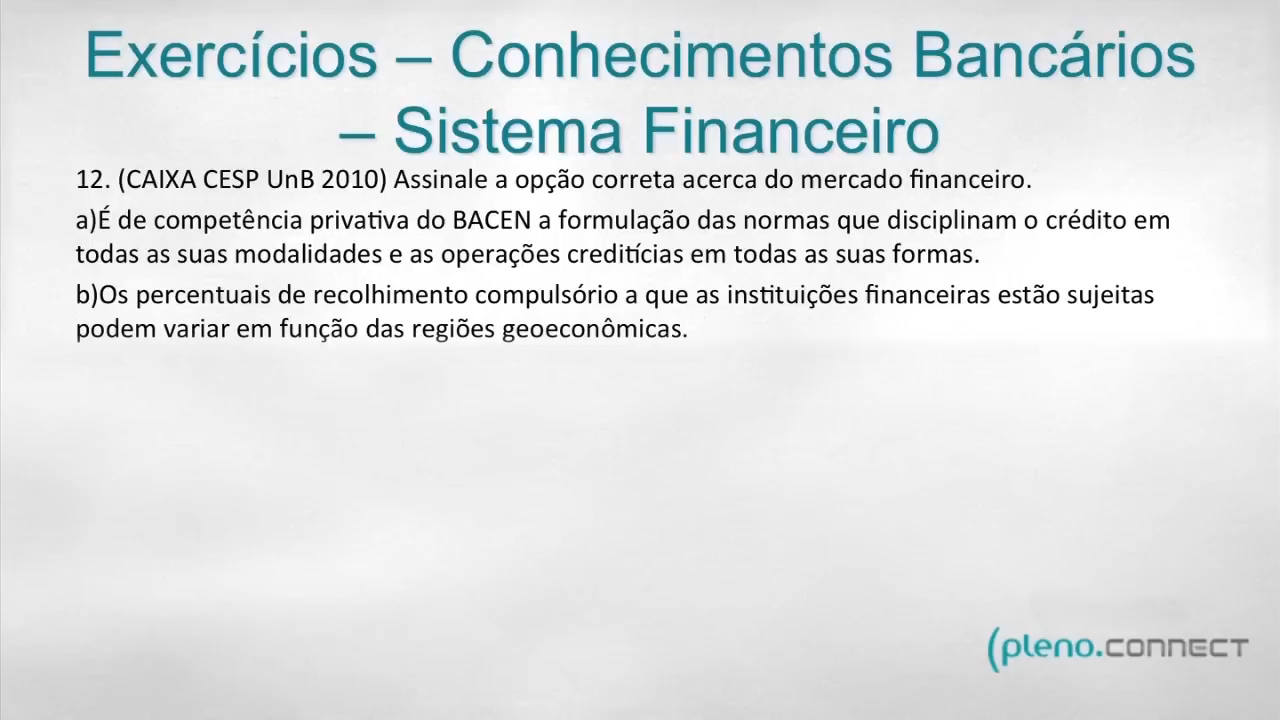 Exercícios – Conhecimentos Bancários
– Sistema Financeiro
12. (CAIXA CESP UnB 2010) Assinale a opção correta acerca do mercado financeiro.
a)É de competência privativa do BACEN a formulação das normas que disciplinam o crédito em
todas as suas modalidades e as operações creditícias em todas as suas formas.
b)Os percentuais de recolhimento compulsório a que as instituições financeiras estão sujeitas
podem variar em função das regiões geoeconômicas.
(pleno.connect